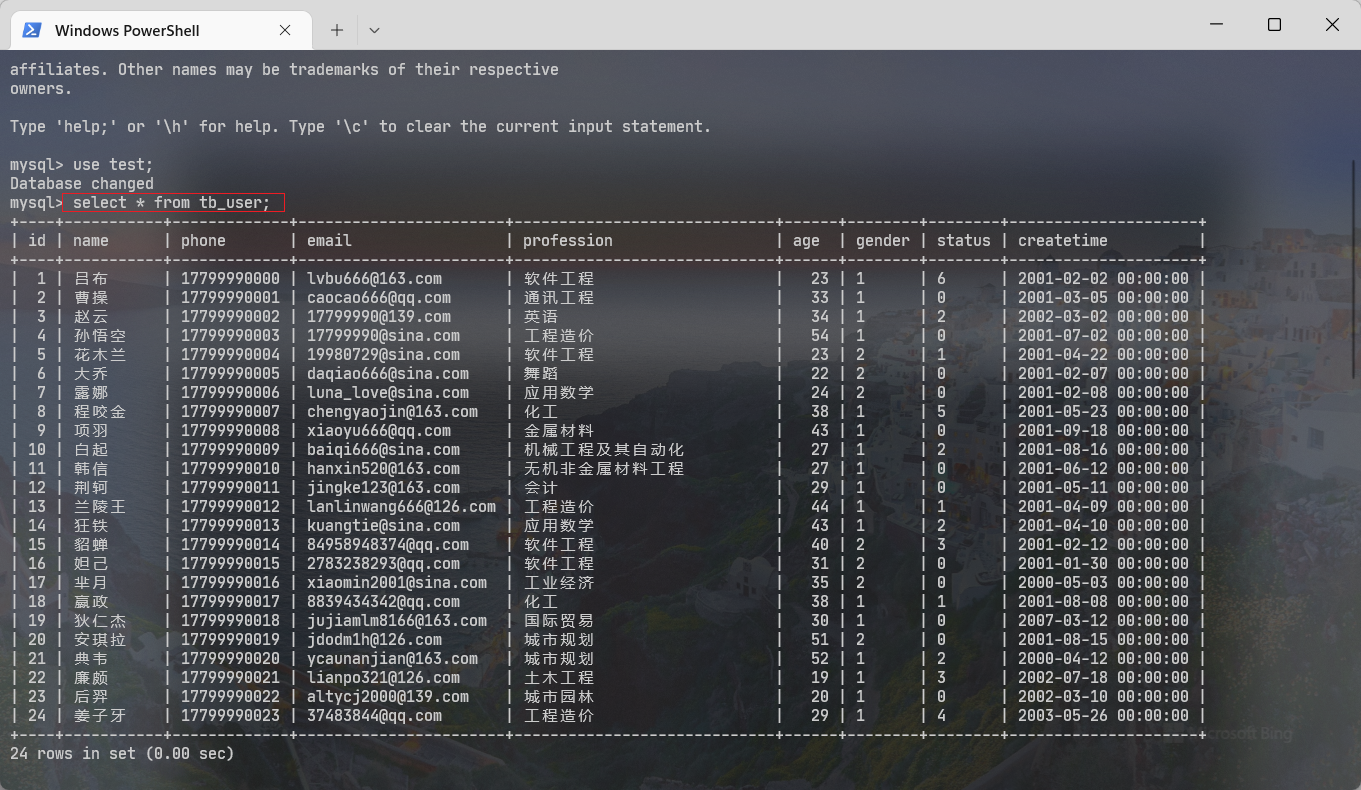 Windows PowerShell
affiliates. Other names may be trademarks of their respective
owners.
Type 'help;' or '\h' for help. Type '\c' to clear the current input statement.
mysql> use test;
Database changed
mysql> select * from tb_user;
+----+-----------+-------------+-----------------------+-----------------------------+------+--------+--------+---------------------+
| id | name | phone | email | profession | age | gender | status | createtime |
+----+-----------+-------------+-----------------------+-----------------------------+------+--------+--------+---------------------+
| 1 | 吕布 | 17799990000 | lvbu666@163.com | 软件工程 | 23 | 1 | 6 | 2001-02-02 00:00:00 |
| 2 | 曹操 | 17799990001 | caocao666@qq.com | 通讯工程 | 33 | 1 | 0 | 2001-03-05 00:00:00 |
| 3 | 赵云 | 17799990002 | 17799990@139.com | 英语 | 34 | 1 | 2 | 2002-03-02 00:00:00 |
| 4 | 孙悟空 | 17799990003 | 17799990@sina.com | 工程造价 | 54 | 1 | 0 | 2001-07-02 00:00:00 |
| 5 | 花木兰 | 17799990004 | 19980729@sina.com | 软件工程 | 23 | 2 | 1 | 2001-04-22 00:00:00 |
| 6 | 大乔 | 17799990005 | daqiao666@sina.com | 舞蹈 | 22 | 2 | 0 | 2001-02-07 00:00:00 |
| 7 | 露娜 | 17799990006 | luna_love@sina.com | 应用数学 | 24 | 2 | 0 | 2001-02-08 00:00:00 |
| 8 | 程咬金 | 17799990007 | chengyaojin@163.com | 化工 | 38 | 1 | 5 | 2001-05-23 00:00:00 |
| 9 | 项羽 | 17799990008 | xiaoyu666@qq.com | 金属材料 | 43 | 1 | 0 | 2001-09-18 00:00:00 |
| 10 | 白起 | 17799990009 | baiqi666@sina.com | 机械工程及其自动化 | 27 | 1 | 2 | 2001-08-16 00:00:00 |
| 11 | 韩信 | 17799990010 | hanxin520@163.com | 无机非金属材料工程 | 27 | 1 | 0 | 2001-06-12 00:00:00 |
| 12 | 荆轲 | 17799990011 | jingke123@163.com | 会计 | 29 | 1 | 0 | 2001-05-11 00:00:00 |
| 13 | 兰陵王 | 17799990012 | lanlinwang666@126.com | 工程造价 | 44 | 1 | 1 | 2001-04-09 00:00:00 |
| 14 | 狂铁 | 17799990013 | kuangtie@sina.com | 应用数学 | 43 | 1 | 2 | 2001-04-10 00:00:00 |
| 15 | 貂蝉 | 17799990014 | 84958948374@qq.com | 软件工程 | 40 | 2 | 3 | 2001-02-12 00:00:00 |
| 16 | 妲己 | 17799990015 | 2783238293@qq.com | 软件工程 | 31 | 2 | 0 | 2001-01-30 00:00:00 |
| 17 | 芈月 | 17799990016 | xiaomin2001@sina.com | 工业经济 | 35 | 2 | 0 | 2000-05-03 00:00:00 |
| 18 | 嬴政 | 17799990017 | 8839434342@qq.com | 化工 | 38 | 1 | 1 | 2001-08-08 00:00:00 |
| 19 | 狄仁杰 | 17799990018 | jujiamlm8166@163.com | 国际贸易 | 30 | 1 | 0 | 2007-03-12 00:00:00 |
| 20 | 安琪拉 | 17799990019 | jdodm1h@126.com | 城市规划 | 51 | 2 | 0 | 2001-08-15 00:00:00 |
| 21 | 典韦 | 17799990020 | ycaunanjian@163.com | 城市规划 | 52 | 1 | 2 | 2000-04-12 00:00:00 |
| 22 | 廉颇 | 17799990021 | lianpo321@126.com | 土木工程 | 19 | 1 | 3 | 2002-07-18 00:00:00 |
| 23 | 后羿 | 17799990022 | altycj2000@139.com | 城市园林 | 20 | 1 | 0 | 2002-03-10 00:00:00 |
| 24 | 姜子牙 | 17799990023 | 37483844@qq.com | 工程造价 | 29 | 1 | 4 | 2003-05-26 00:00:00 |
+----+-----------+-------------+-----------------------+-----------------------------+------+--------+--------+---------------------+
24 rows in set (0.00 sec)
Bing